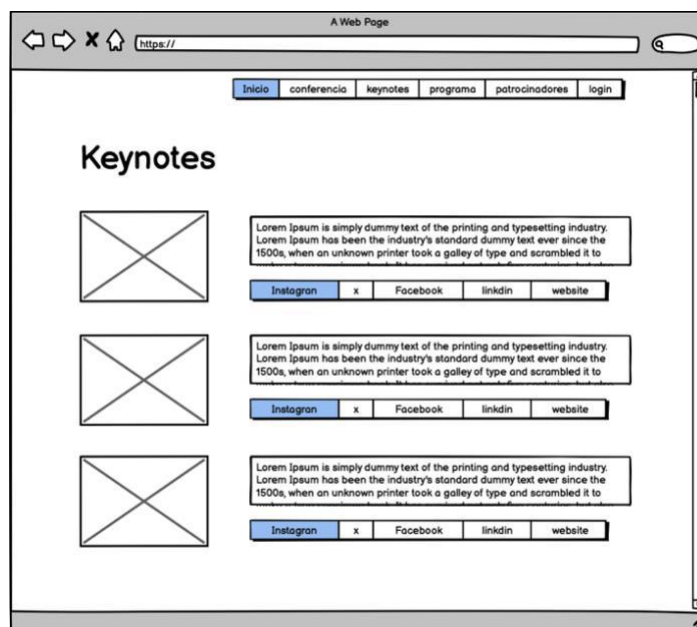 A Web Page
https://
Inicio conferencia keynotes programa patrocinadores login
Keynotes
Lorem Ipsum is simply dummy text of the printing and typesetting industry.
Lorem Ipsum has been the industry's standard dummy text ever since the
1500s, when an unknown printer took a galley of type and scrambled it to
Instagran x Facebook linkdin website
Lorem Ipsum is simply dummy text of the printing and typesetting industry.
Lorem Ipsum has been the industry's standard dummy text ever since the
1500s, when an unknown printer took a galley of type and scrambled it to
Instagran x Facebook linkdin website
Lorem Ipsum is simply dummy text of the printing and typesetting industry.
Lorem Ipsum has been the industry's standard dummy text ever since the
1500s, when an unknown printer took a galley of type and scrambled it to
Instagran x Facebook linkdin website